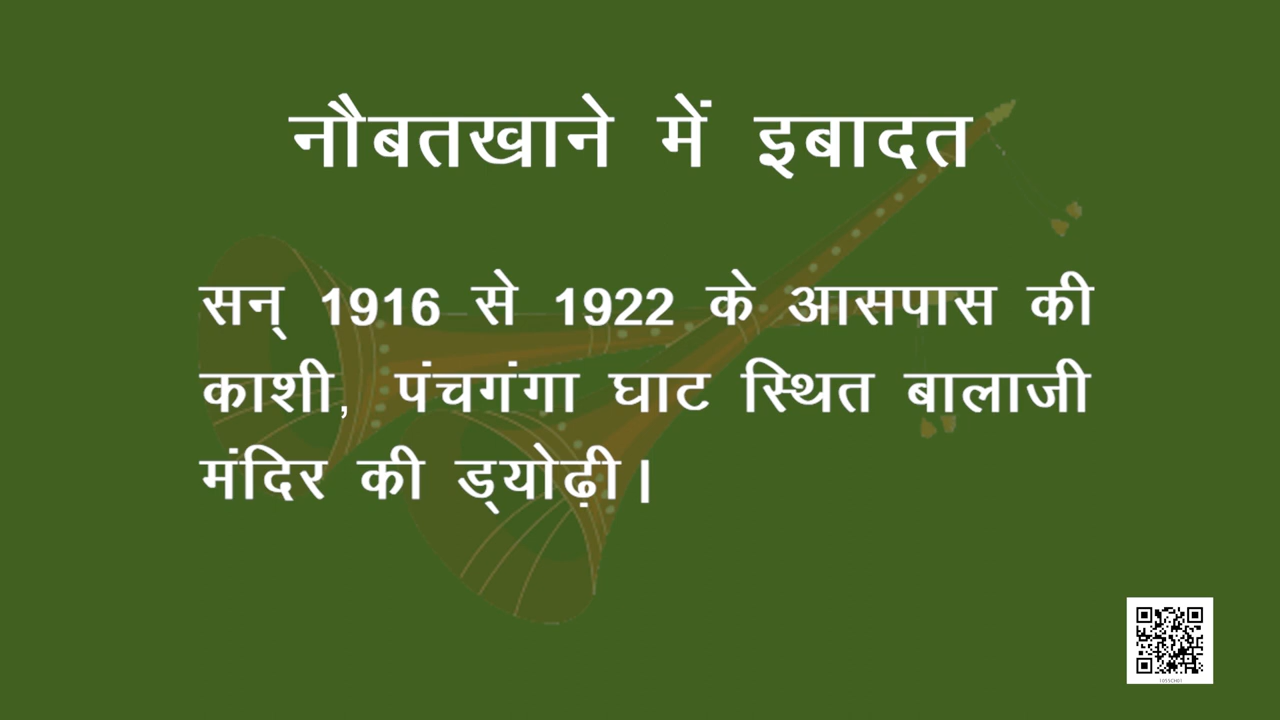 नौबतखाने में इबादत
सन् 1916 से 1922 के आसपास की
काशी, पंचगंगा घाट स्थित बालाजी
मंदिर की ड्योढ़ी।